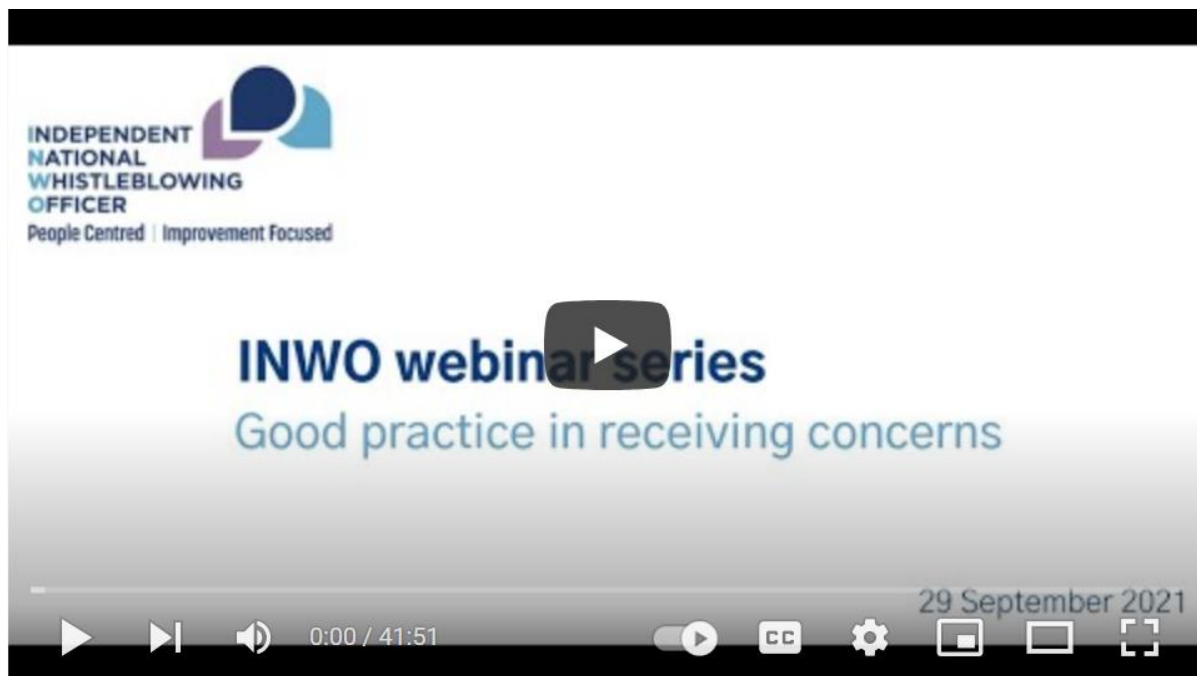 INDEPENDENT
NATIONAL
WHISTLEBLOWING
OFFICER
People Centred | Improvement Focused
INWO webinar series
Good practice in receiving concerns
29 September 2021
0:00 / 41:51
CC